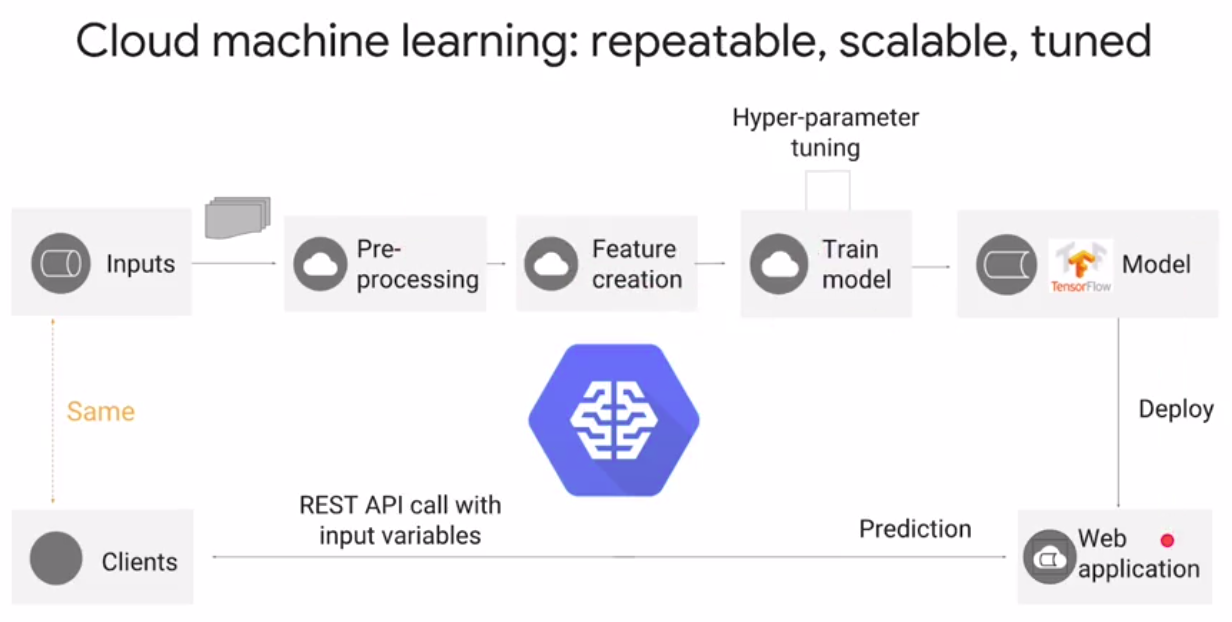 Cloud machine learning: repeatable, scalable, tuned
Hyper-parameter
tuning
Inputs
Pre-
processing
Feature
creation
Train
model
TensorFlow
Model
Same
Deploy
REST API call with
input variables
Prediction
Clients
Web
application